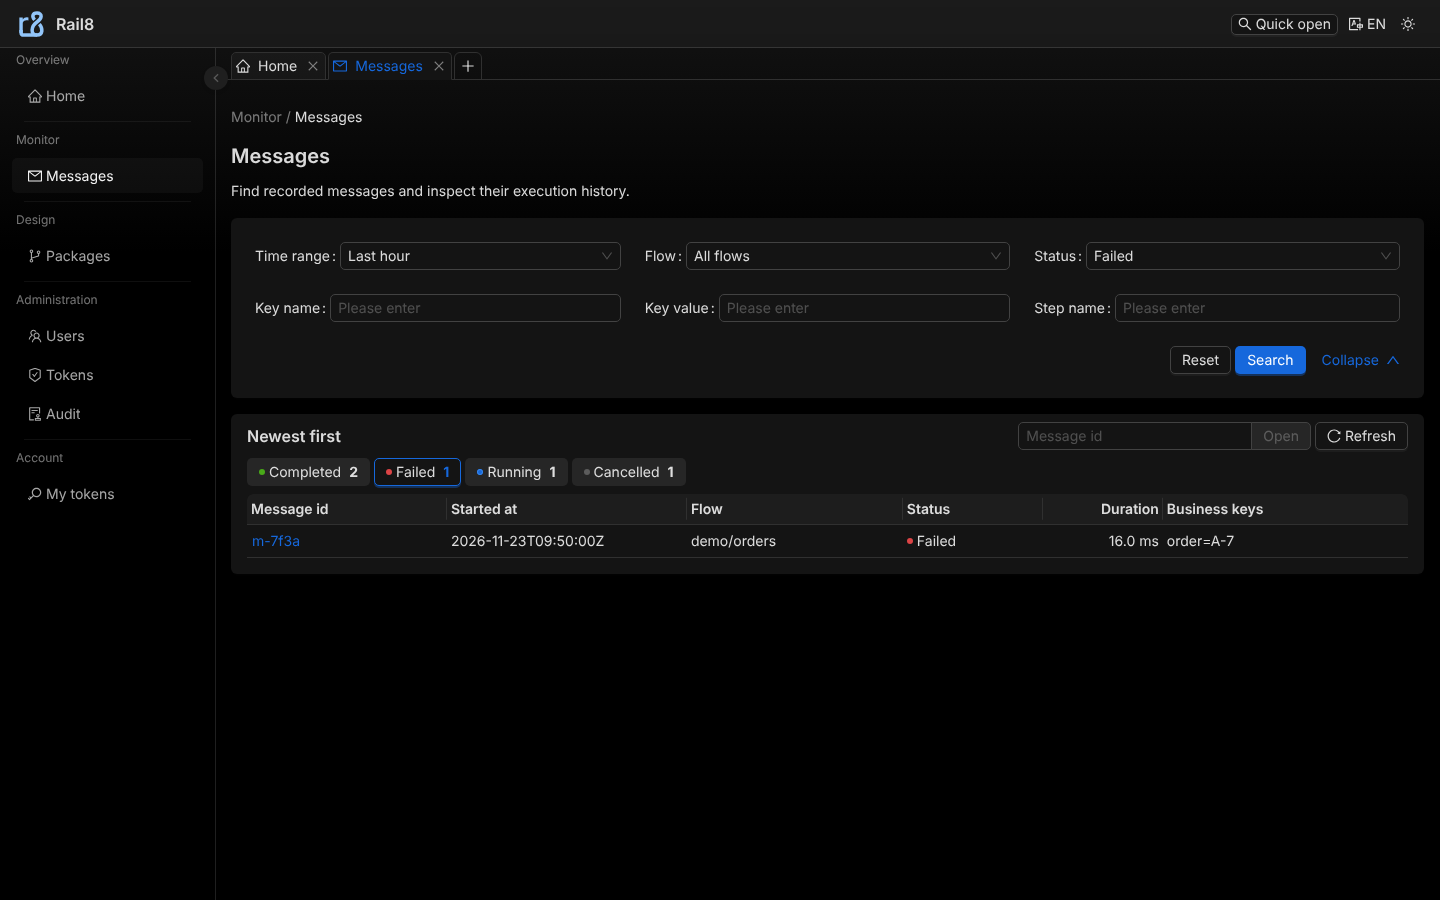 Rail8
Quick open
EN
Overview
Home
Monitor
Messages
Design
Packages
Administration
Users
Tokens
Audit
Account
My tokens
Home
Messages
Monitor / Messages
Messages
Find recorded messages and inspect their execution history.
Time range: Last hour
Flow: All flows
Status: Failed
Key name: Please enter
Key value: Please enter
Step name: Please enter
Reset
Search
Collapse
Newest first
Message id
Open
Refresh
Completed 2
Failed 1
Running 1
Cancelled 1
Message id Started at Flow Status Duration Business keys
m-7f3a 2026-11-23T09:50:00Z demo/orders Failed 16.0 ms order=A-7